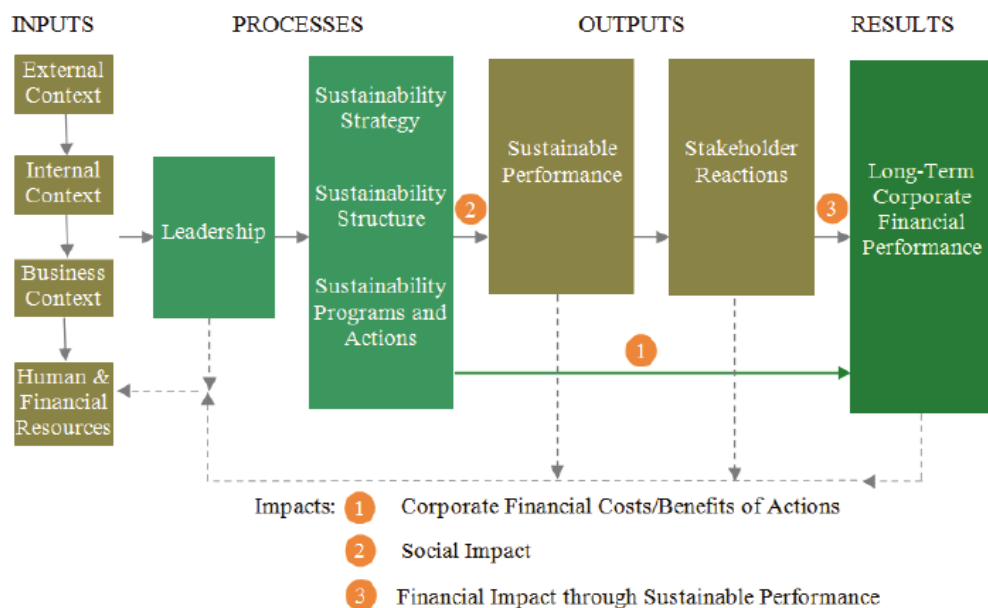 INPUTS
PROCESSES
OUTPUTS
RESULTS
External
Context
Internal
Context
Business
Context
Human &
Financial
Resources
Leadership
Sustainability
Strategy
Sustainability
Structure
Sustainability
Programs and
Actions
2
Sustainable
Performance
Stakeholder
Reactions
3
Long-Term
Corporate
Financial
Performance
1
Impacts: 1 Corporate Financial Costs/Benefits of Actions
2 Social Impact
3 Financial Impact through Sustainable Performance